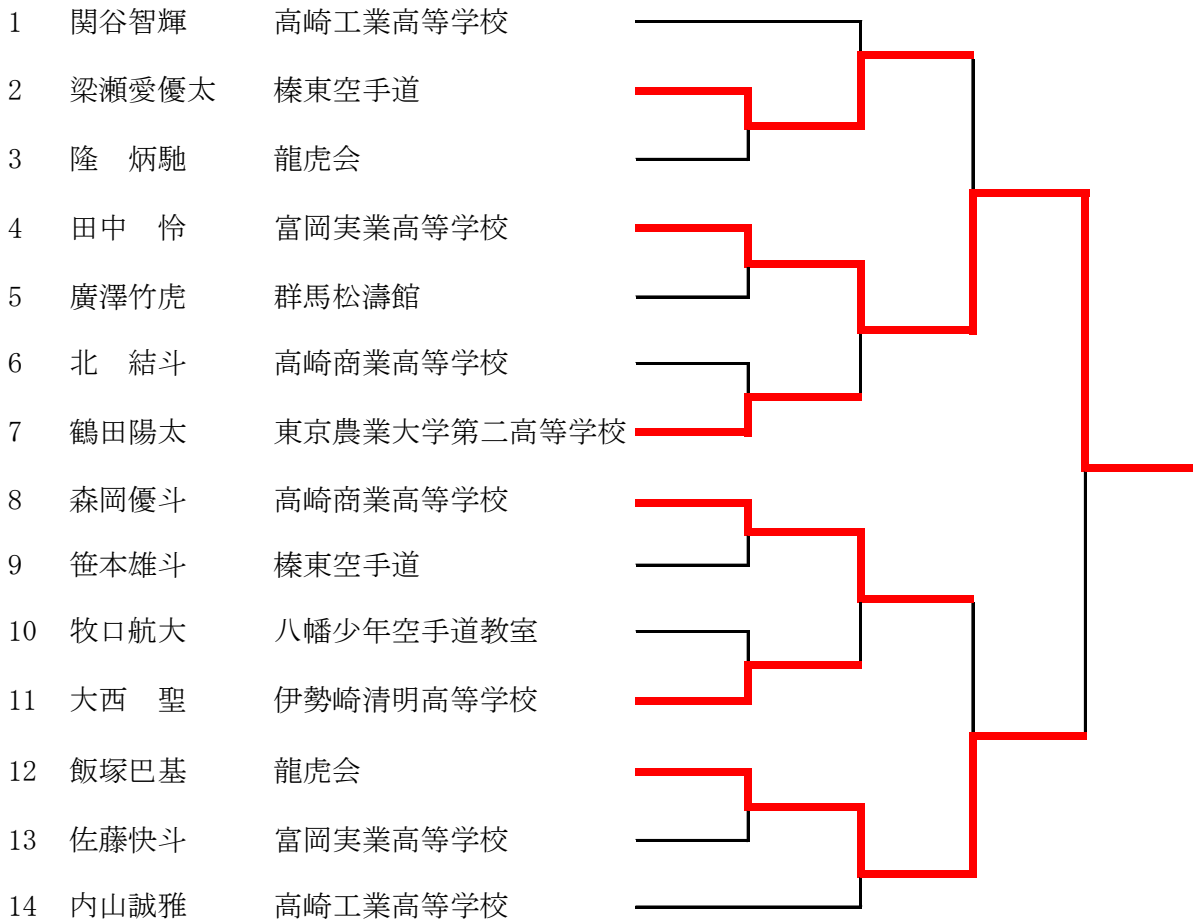 1 関谷智輝 高崎工業高等学校
2 梁瀬愛優太 榛東空手道
3 隆 炳馳 龍虎会
4 田中 怜 富岡実業高等学校
5 廣澤竹虎 群馬松濤館
6 北 結斗 高崎商業高等学校
7 鶴田陽太 東京農業大学第二高等学校
8 森岡優斗 高崎商業高等学校
9 笹本雄斗 榛東空手道
10 牧口航大 八幡少年空手道教室
11 大西 聖 伊勢崎清明高等学校
12 飯塚巴基 龍虎会
13 佐藤快斗 富岡実業高等学校
14 内山誠雅 高崎工業高等学校